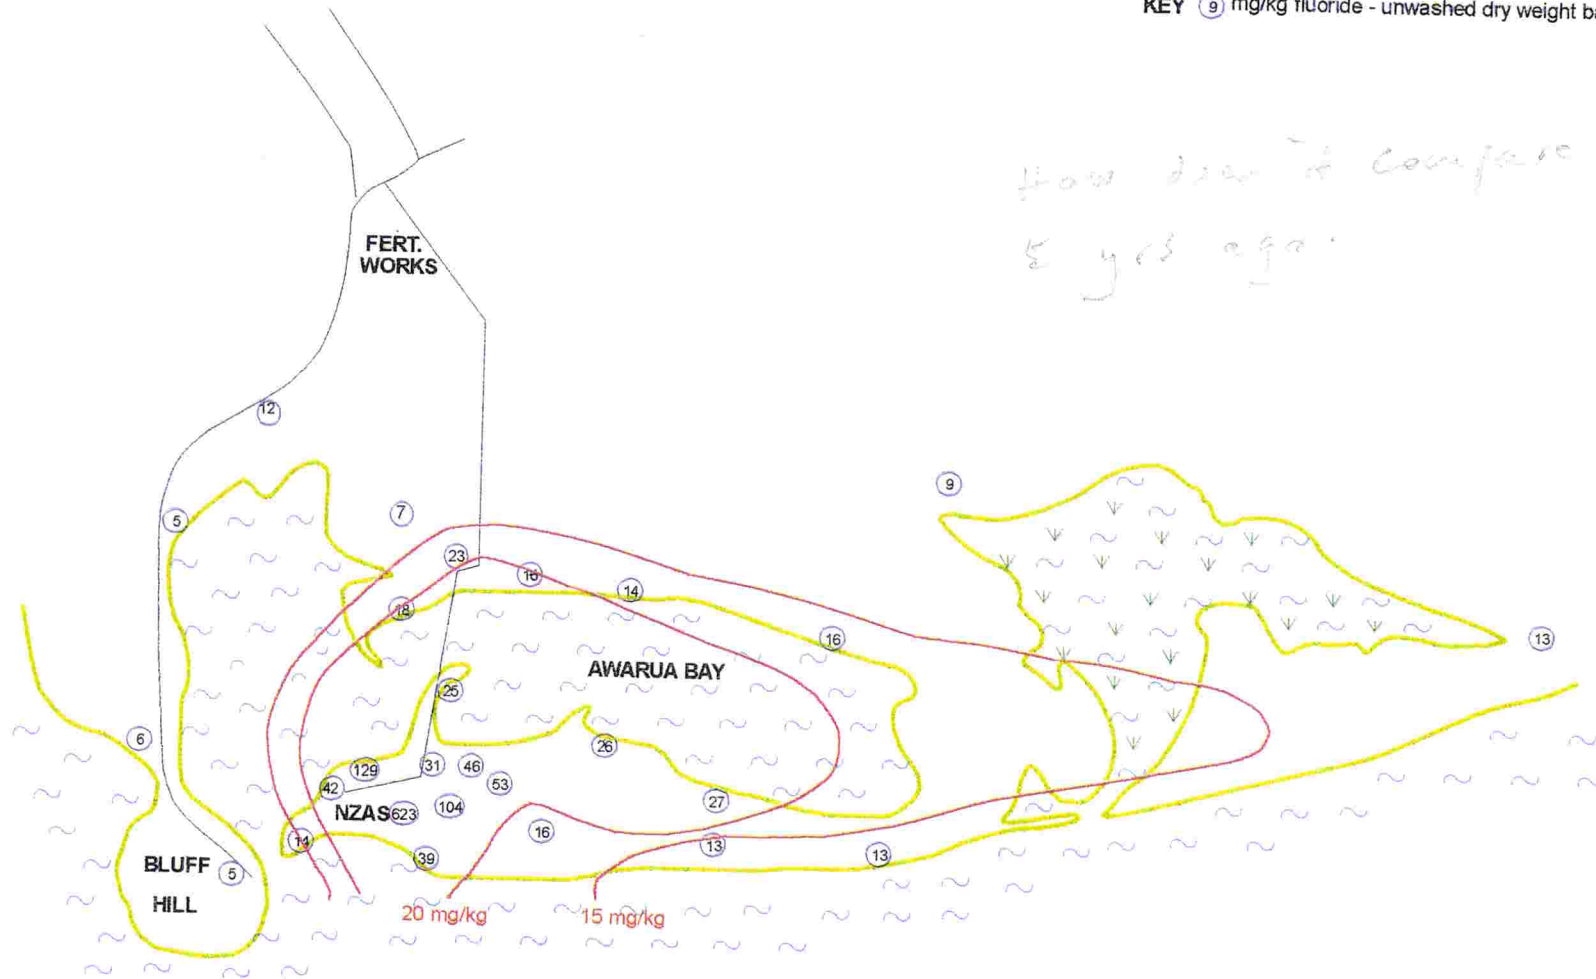 KEY 9 mg/kg fluoride - unwashed dry weight
How does it compare
5 yrs ago.
FERT.
WORKS
12
9
5
7
23
16
14
18
16
13
AWARUA BAY
25
6
26
31
46
129
53
42
27
104
NZAS 623
16
14
13
39
13
BLUFF
HILL
5
20 mg/kg
15 mg/kg